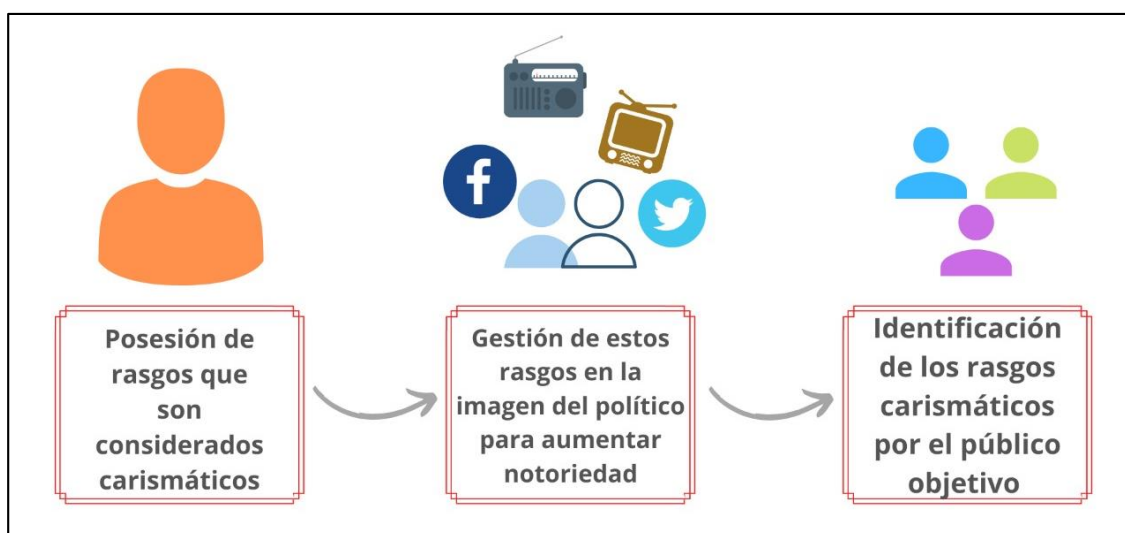 Posesión de
rasgos que
son
considerados
carismáticos
Gestión de estos
rasgos en la
imagen del político
para aumentar
notoriedad
Identificación
de los rasgos
carismáticos
por el público
objetivo